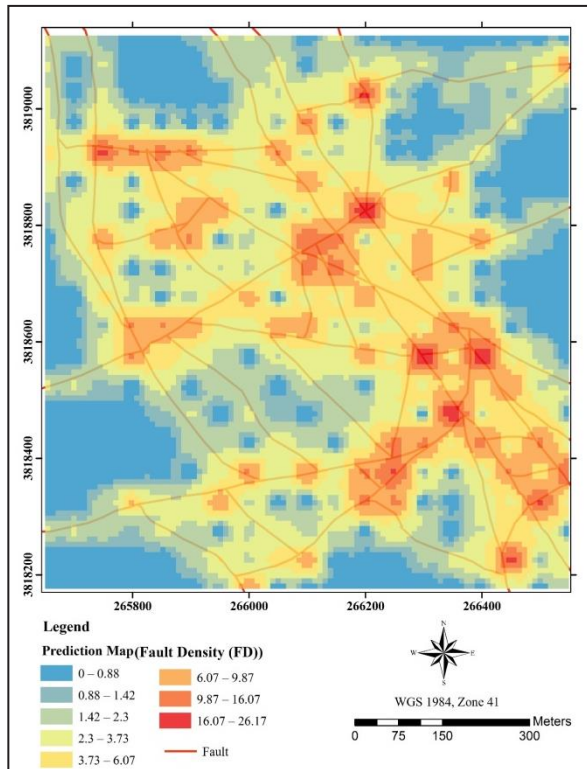 3819000
3818800
3818600
3818400
3818200
265800 266000 266200 266400
Legend
Prediction Map (Fault Density (FD))
0 – 0.88
0.88 – 1.42
1.42 – 2.3
2.3 – 3.73
3.73 – 6.07
6.07 – 9.87
9.87 – 16.07
16.07 – 26.17
Fault
N
W E
S
WGS 1984, Zone 41
Meters
0 75 150 300